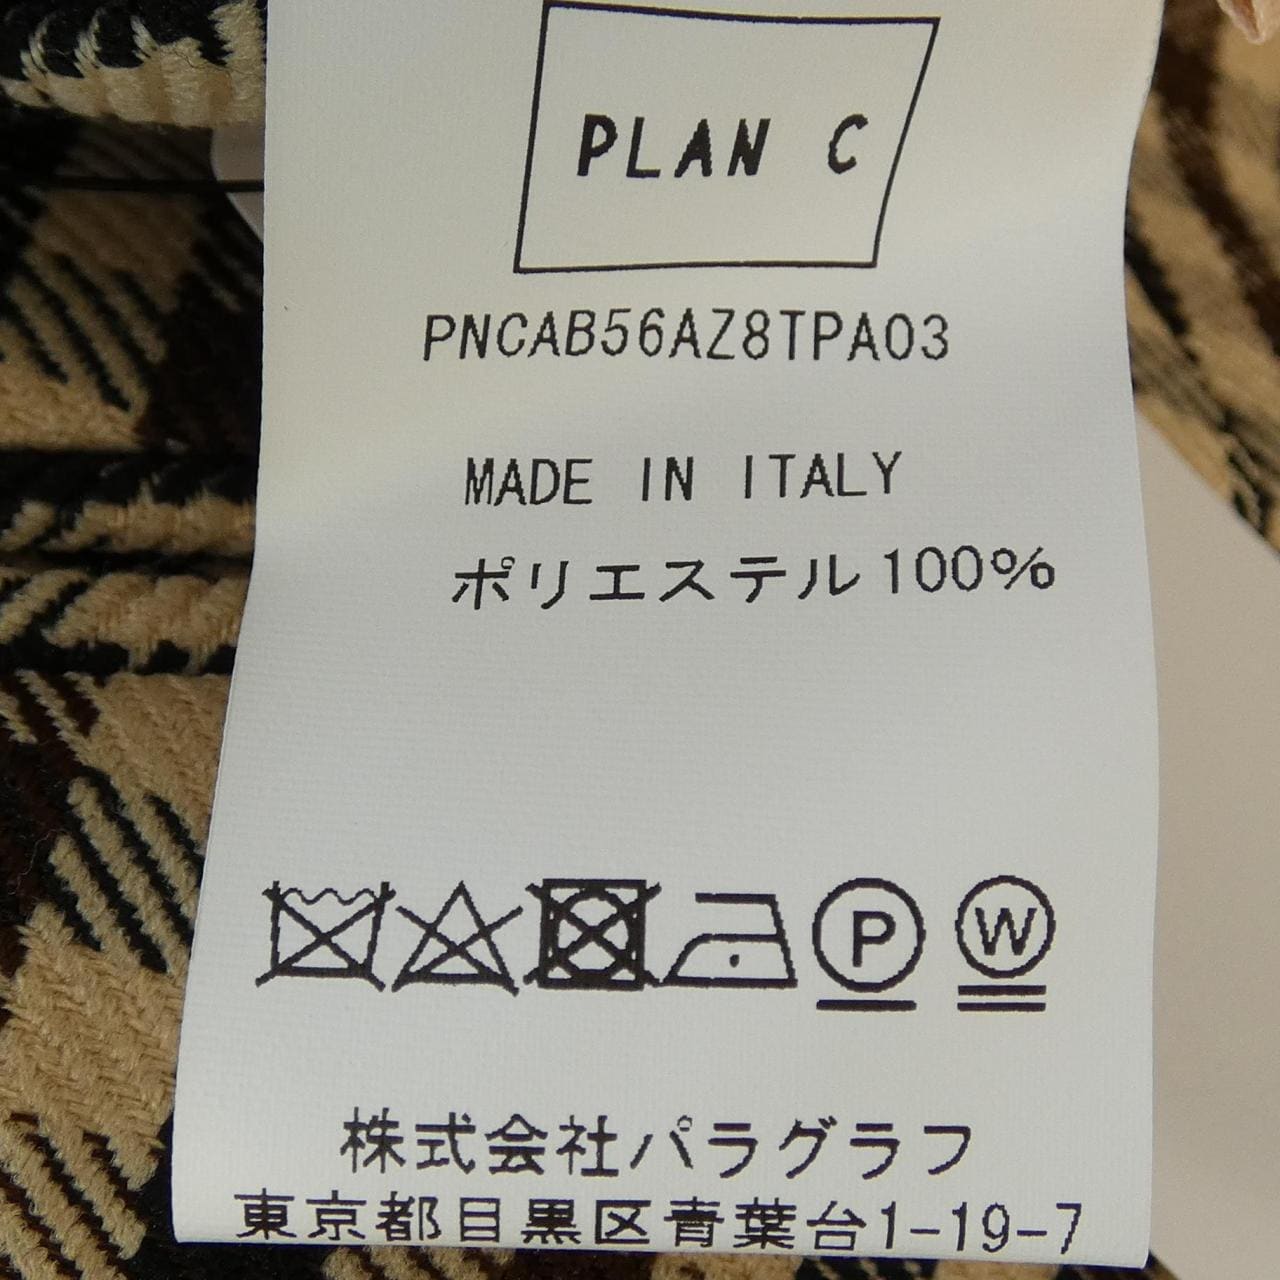 PLAN C
PNCAB56AZ8TPA03
MADE IN ITALY
ポリエステル100%
P W
株式会社パラグラフ
東京都目黒区青葉台1-19-7